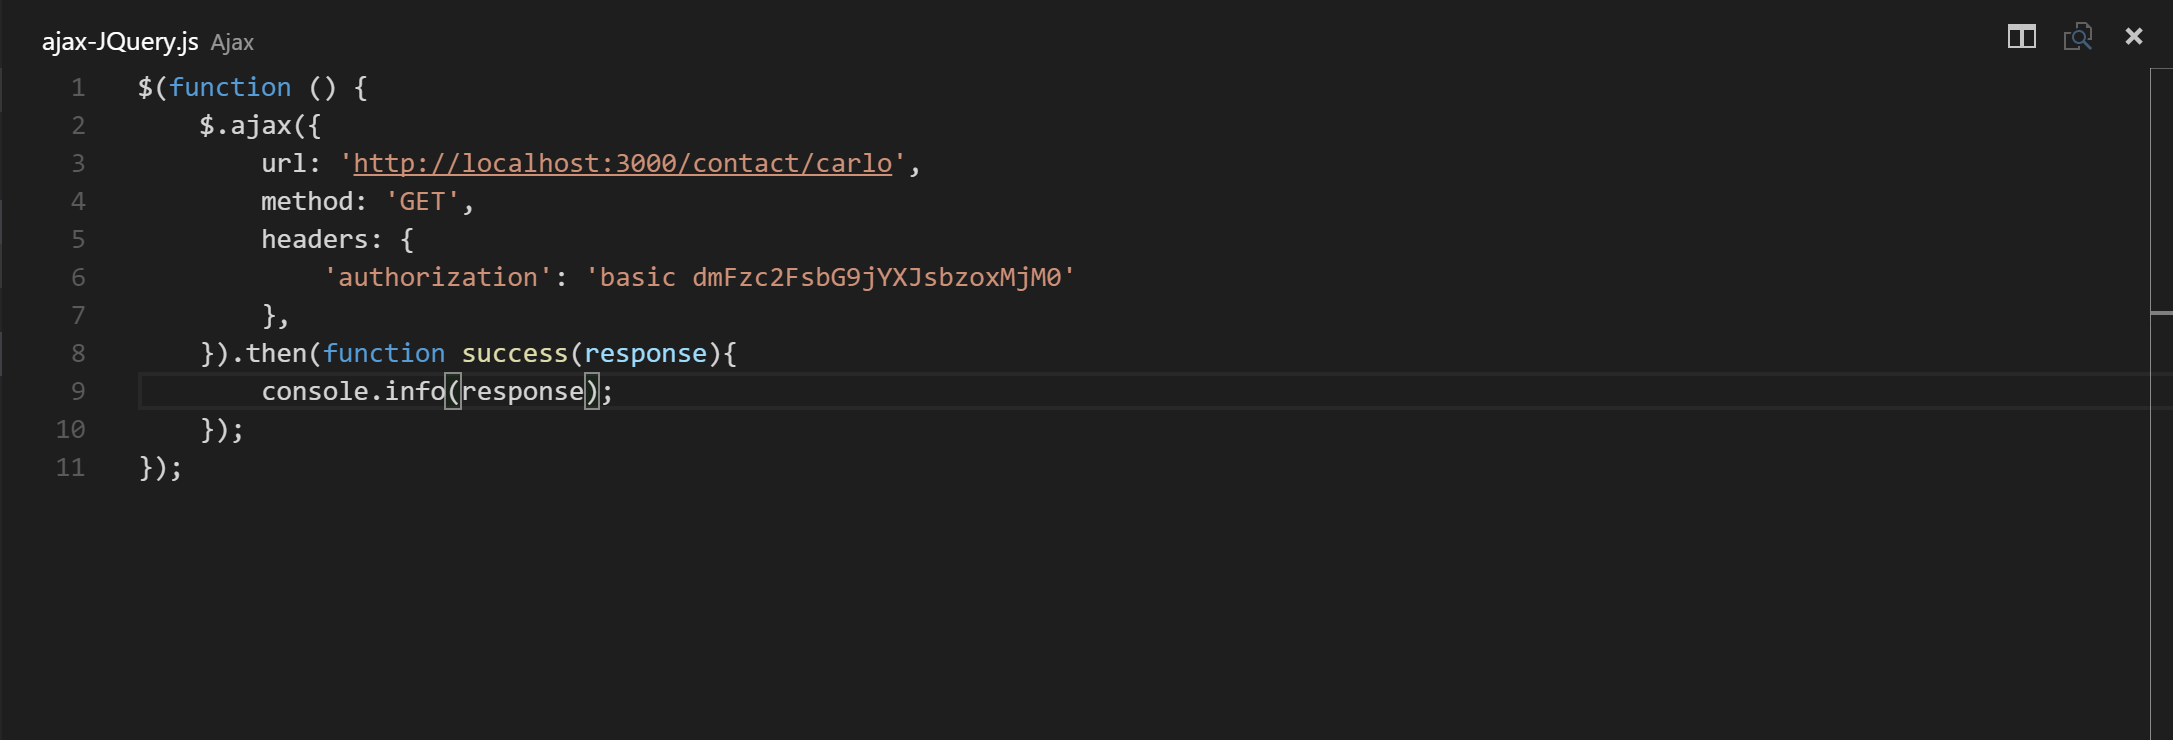 ajax-JQuery.js Ajax
1 $(function () {
2     $.ajax({
3         url: 'http://localhost:3000/contact/carlo',
4         method: 'GET',
5         headers: {
6             'authorization': 'basic dmFzc2FsbG9jYXJsbzoxMjM0'
7         },
8     }).then(function success(response){
9         console.info(response);
10     });
11 });